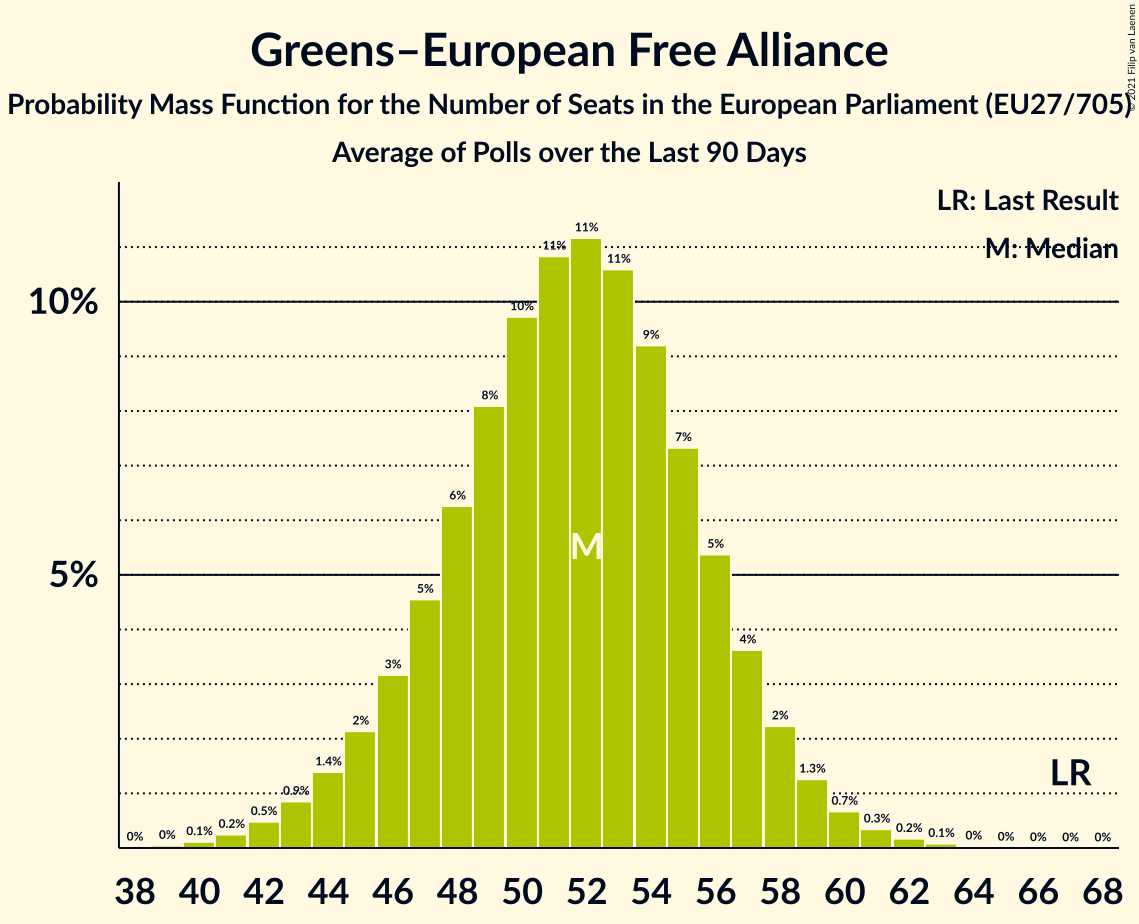 Greens–European Free Alliance
Probability Mass Function for the Number of Seats in the European Parliament (EU27/705)
Average of Polls over the Last 90 Days
© 2021 Filip van Laenen
LR: Last Result
M: Median
10%
5%
0% 0% 0.1% 0.2% 0.5% 0.9% 1.4% 2% 3% 5% 6% 8% 10% 11% 11% 11% 9% 7% 5% 4% 2% 1.3% 0.7% 0.3% 0.2% 0.1% 0% 0% 0% 0% 0%
M
LR
38 40 42 44 46 48 50 52 54 56 58 60 62 64 66 68